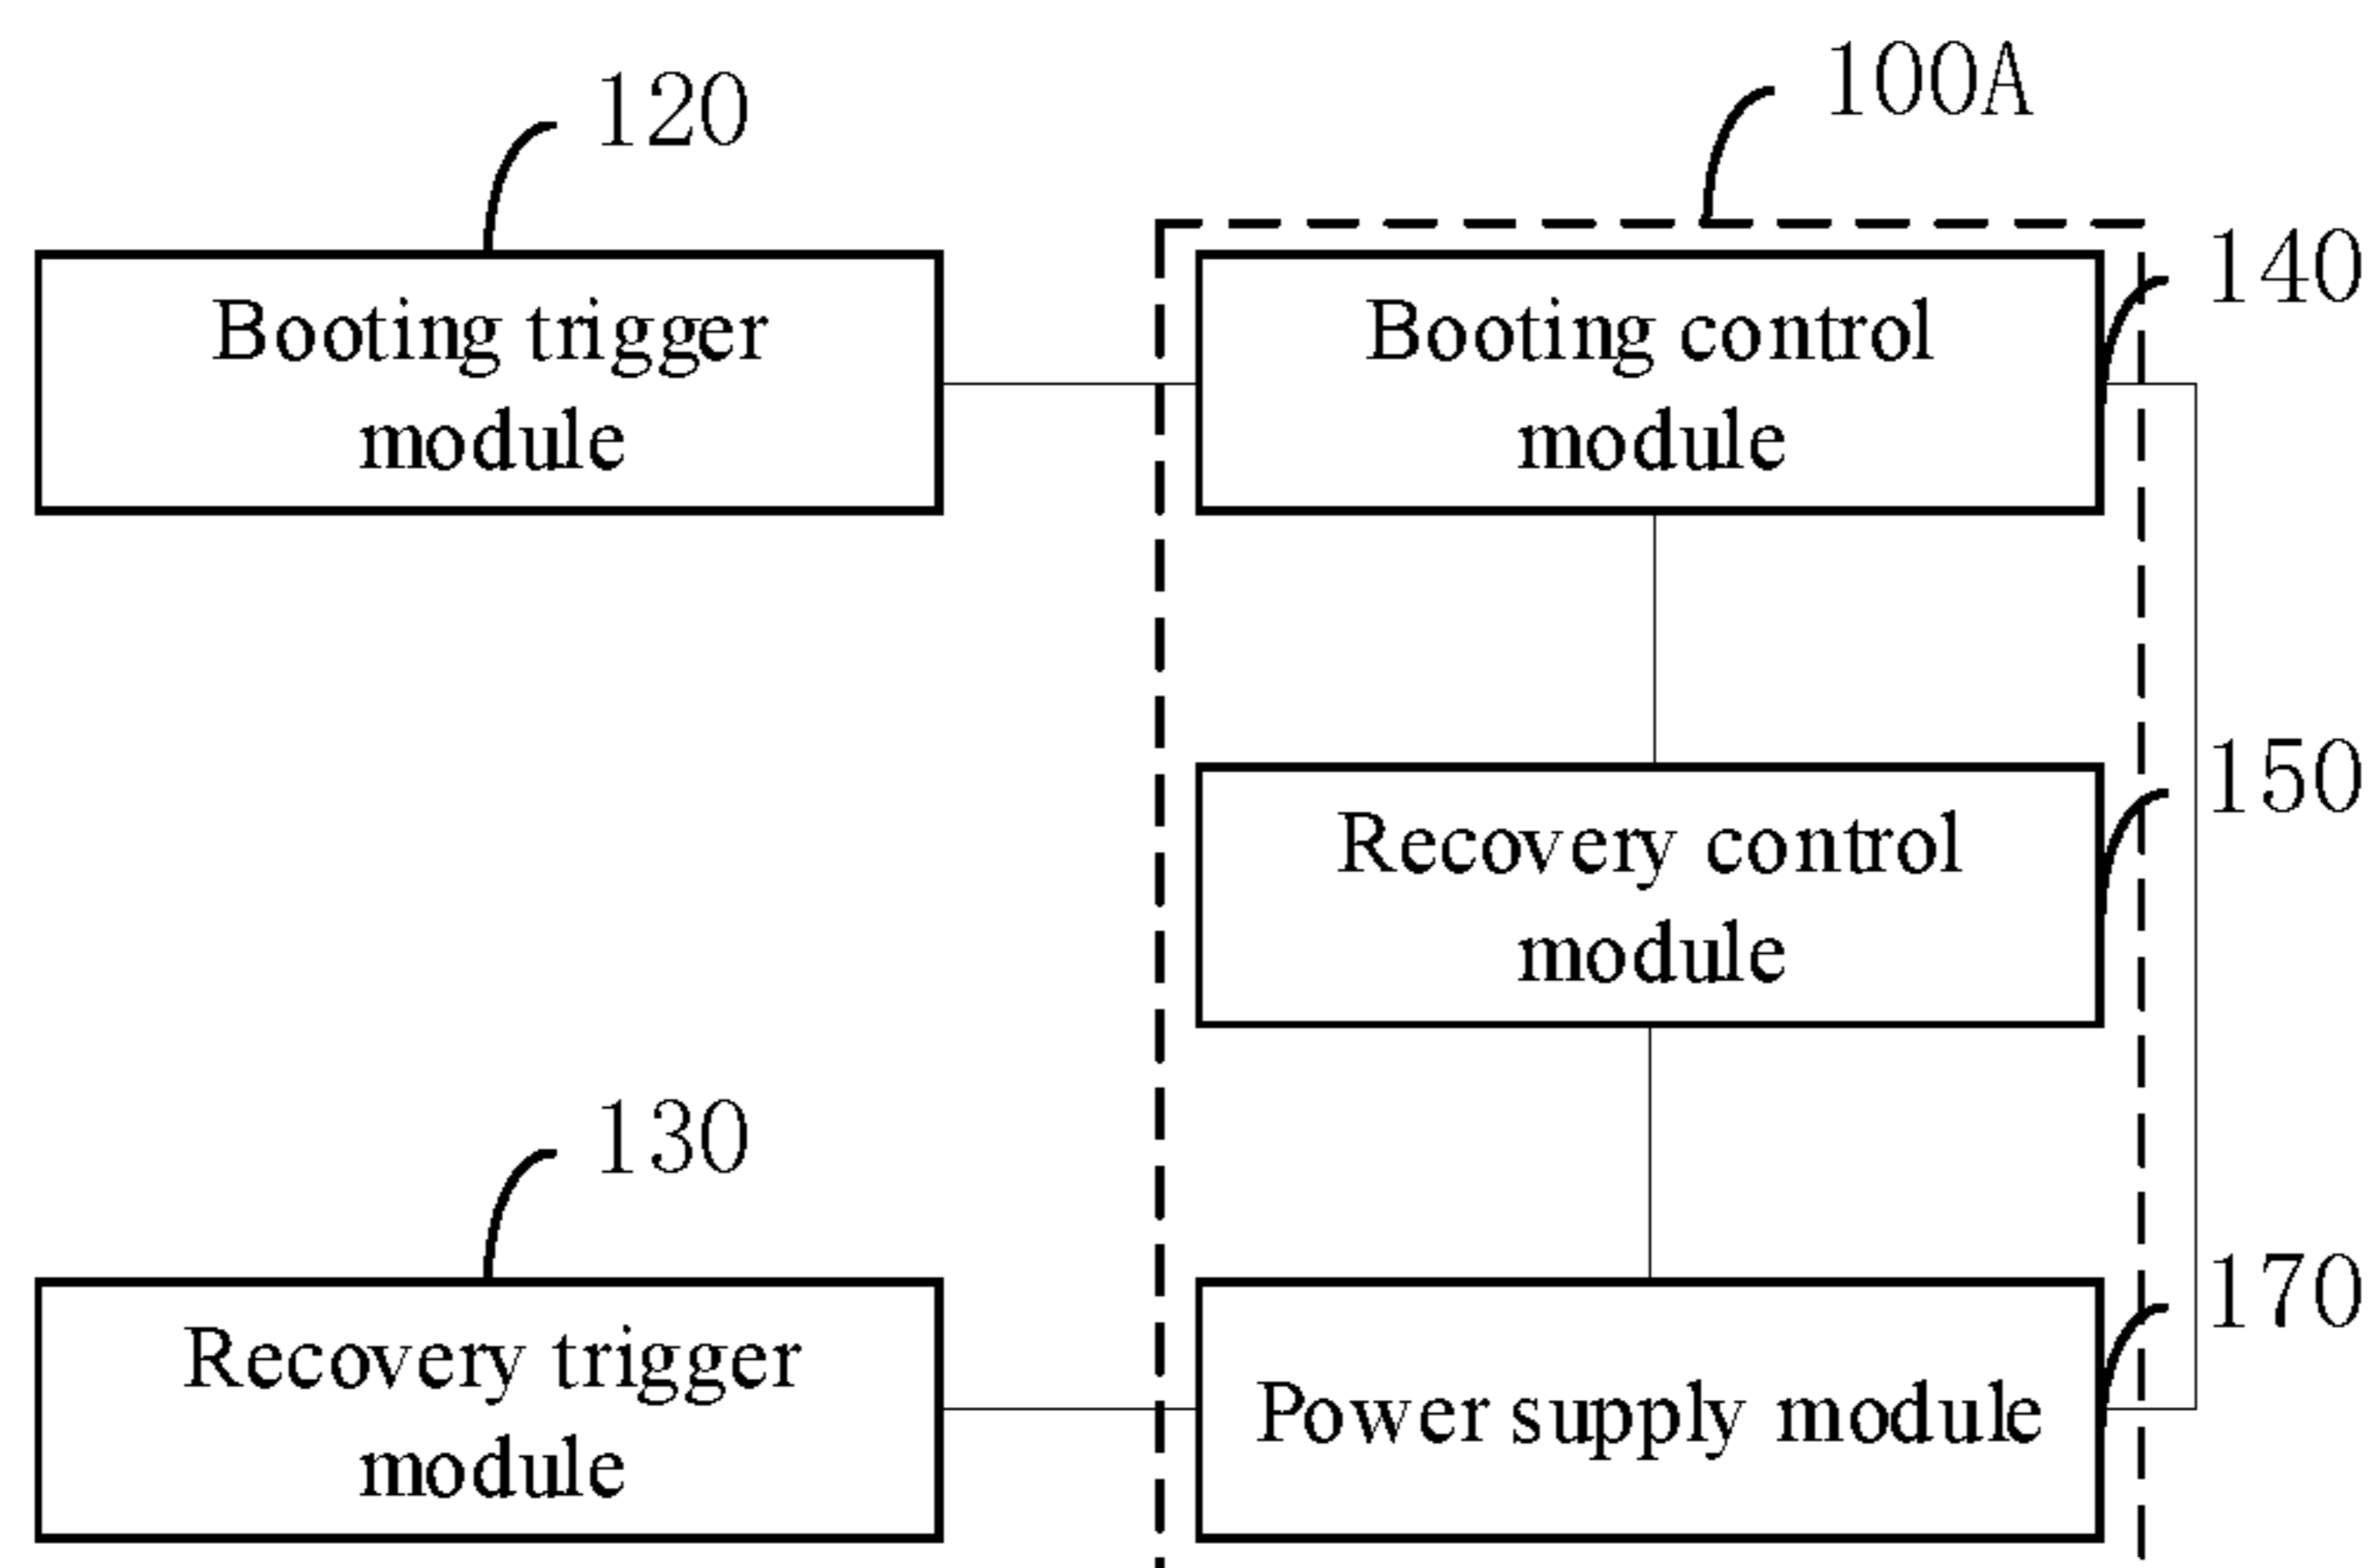 100A
120
140
Booting trigger
module
Booting control
module
150
Recovery control
module
130
170
Recovery trigger
module
Power supply module